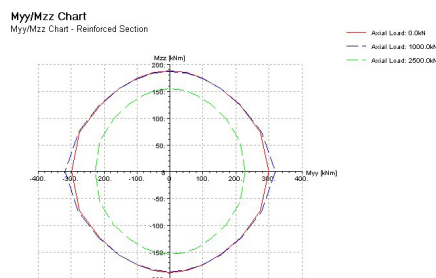 Myy/Mzz Chart
Myy/Mzz Chart - Reinforced Section
Axial Load: 0.0kN
Axial Load: 1000.0kN
Axial Load: 2500.0kN
Mzz [kNm]
200.
150.
100.
50.
-400. -300. -200. -100. 0 100. 200. 300. 400. Myy [kNm]
-50.
-100.
-150.